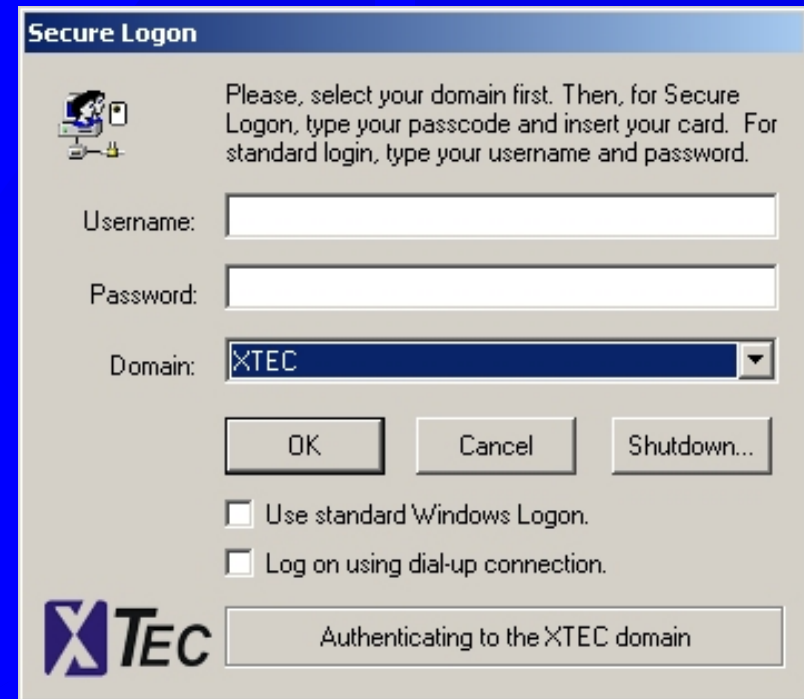 Secure Logon
Please, select your domain first. Then, for Secure
Logon, type your passcode and insert your card. For
standard login, type your username and password.
Username:
Password:
Domain: XTEC
OK Cancel Shutdown...
Use standard Windows Logon.
Log on using dial-up connection.
XTEC Authenticating to the XTEC domain